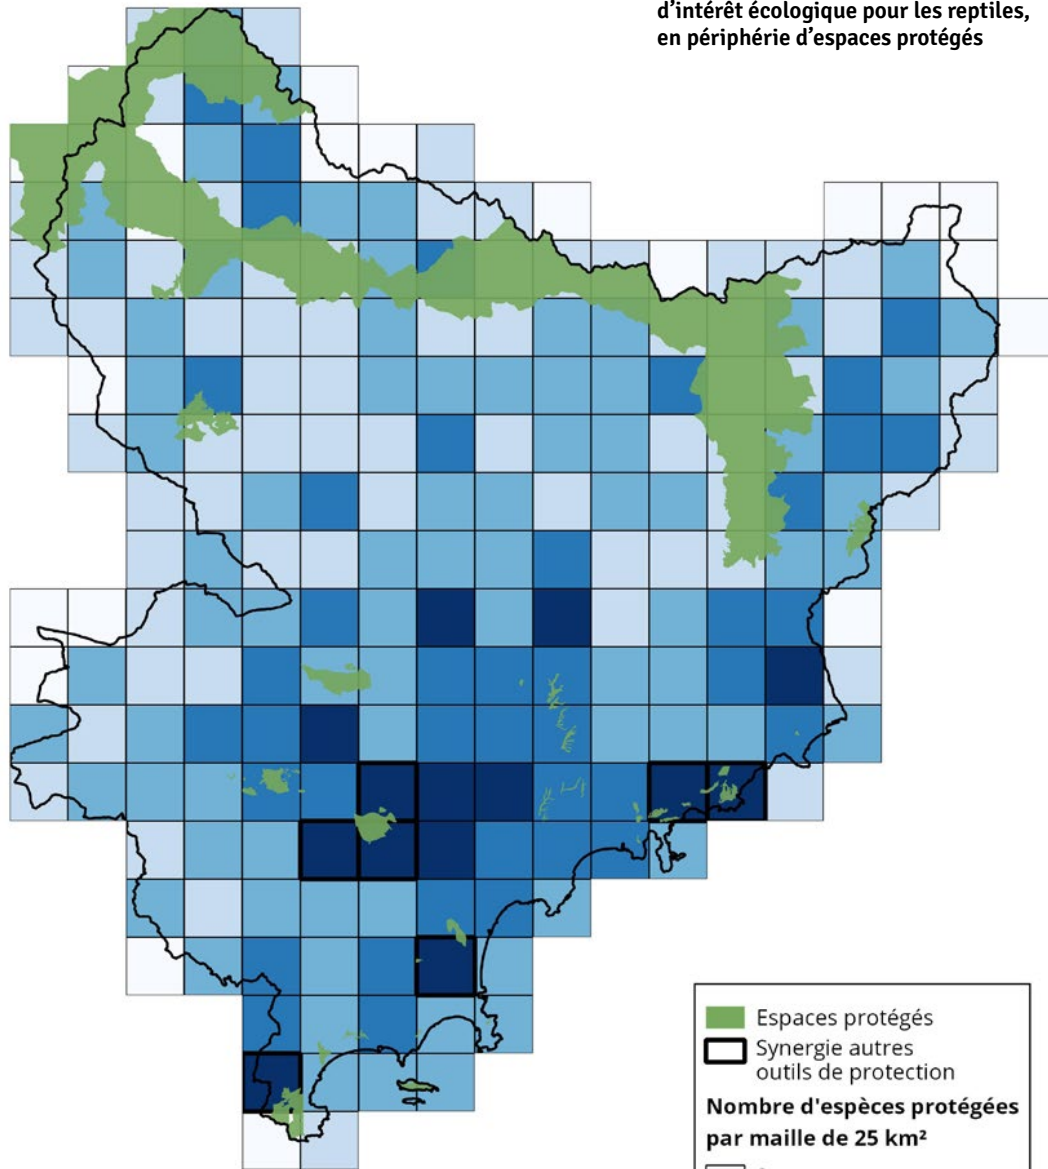 d’intérêt écologique pour les reptiles,
en périphérie d’espaces protégés
Espaces protégés
Synergie autres
outils de protection
Nombre d'espèces protégées
par maille de 25 km²